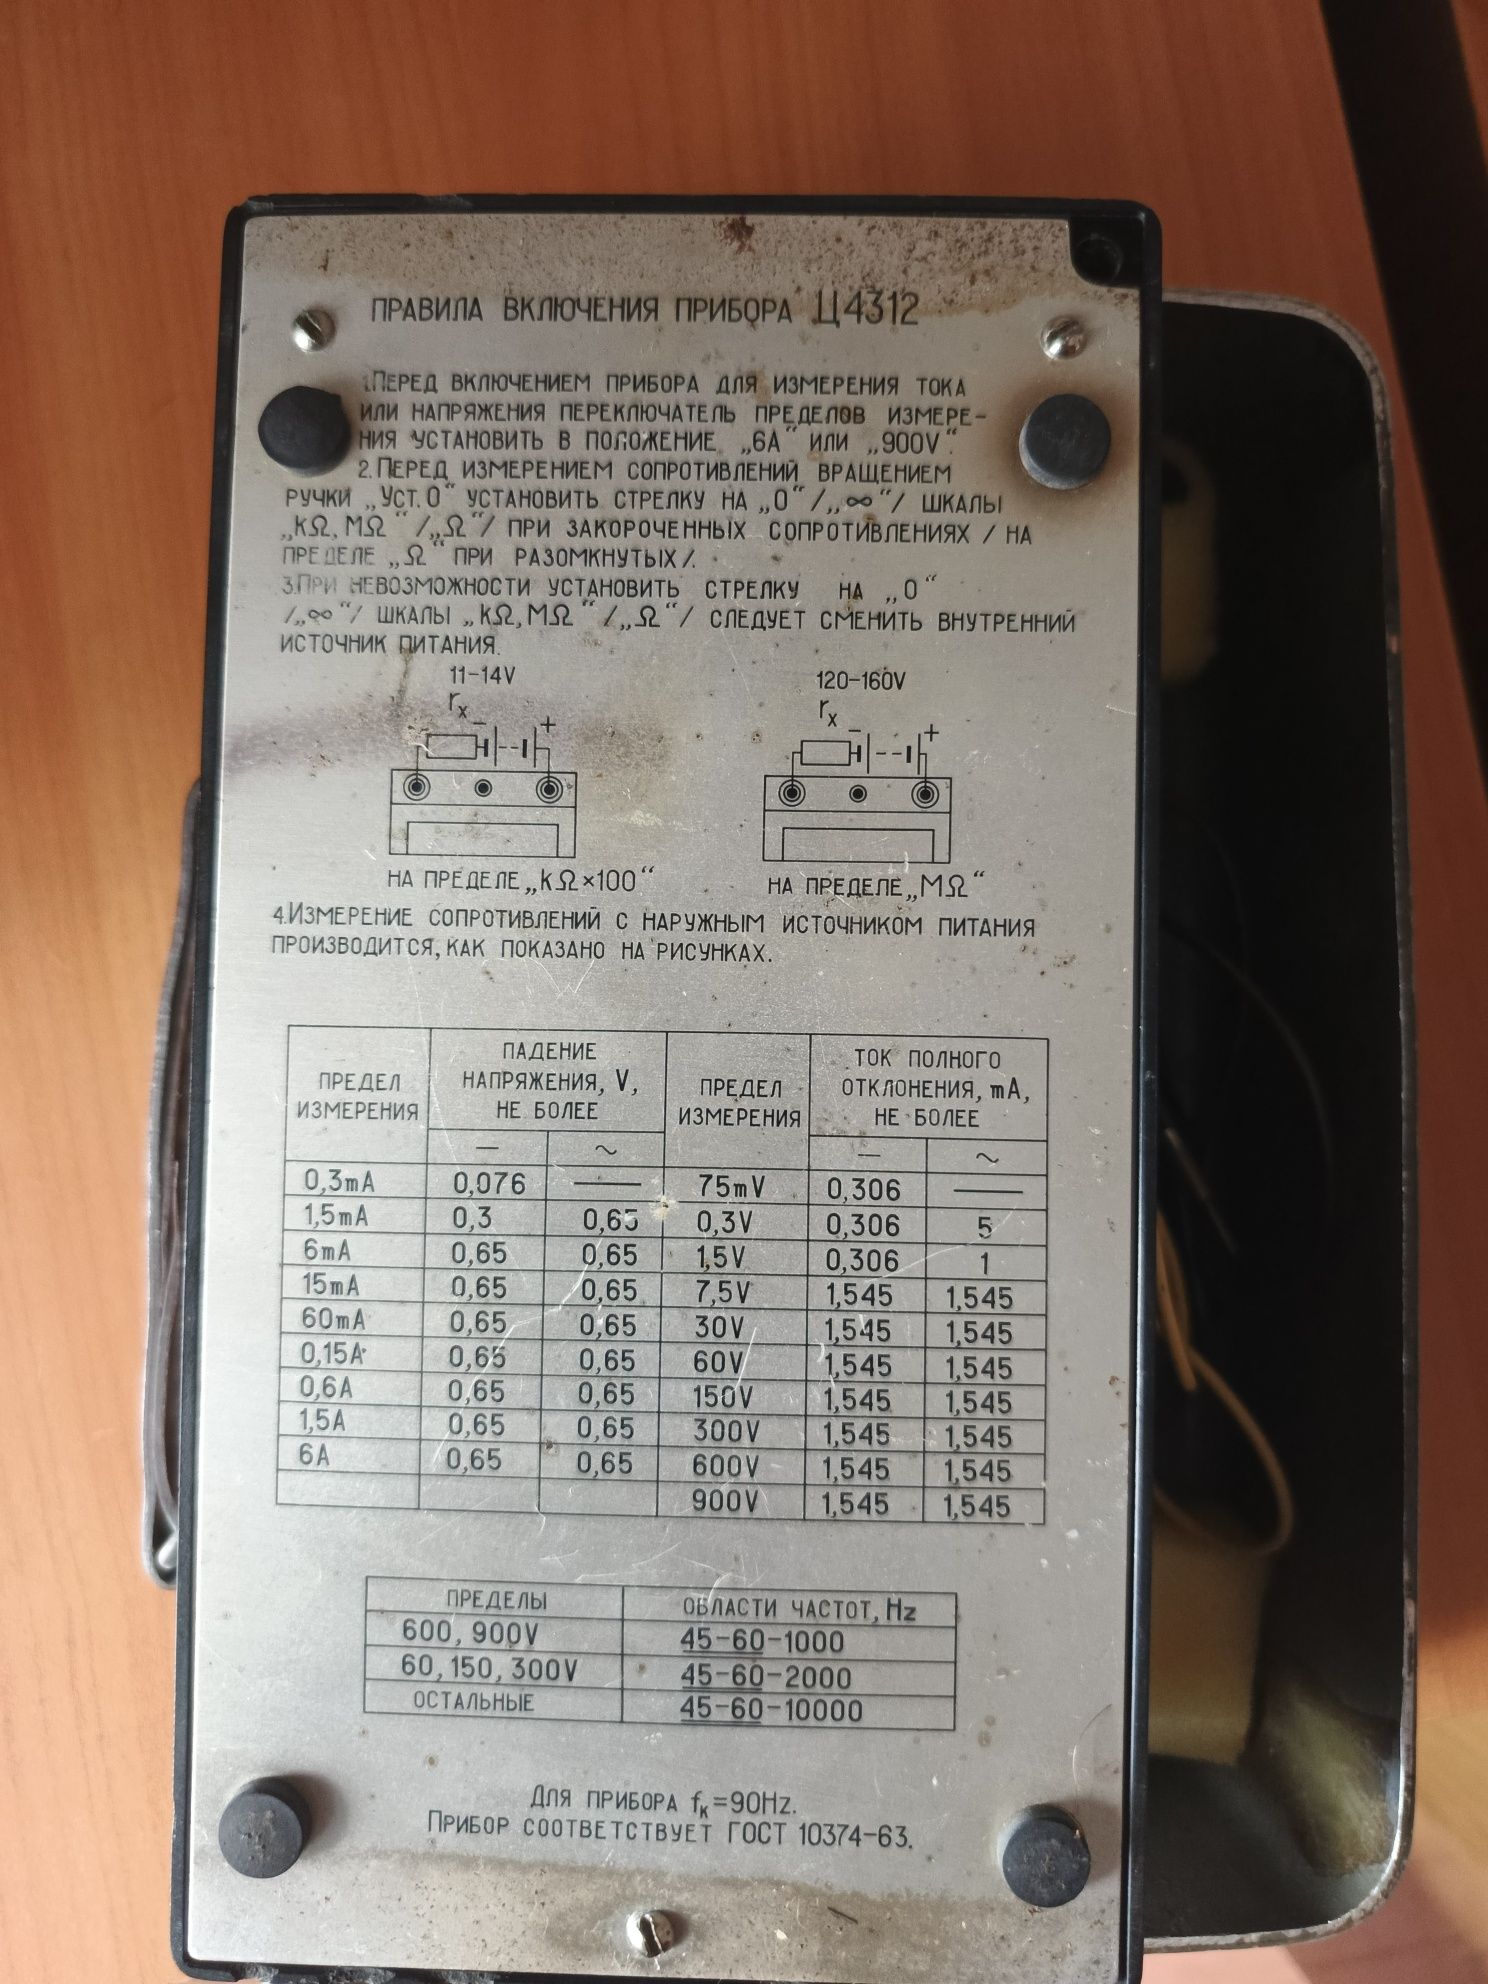 ПРАВИЛА ВКЛЮЧЕНИЯ ПРИБОРА Ц4312
1.ПЕРЕД ВКЛЮЧЕНИЕМ ПРИБОРА ДЛЯ ИЗМЕРЕНИЯ ТОКА
ИЛИ НАПРЯЖЕНИЯ ПЕРЕКЛЮЧАТЕЛЬ ПРЕДЕЛОВ ИЗМЕРЕ-
НИЯ УСТАНОВИТЬ В ПОЛОЖЕНИЕ „6А“ ИЛИ „900V“.
2.ПЕРЕД ИЗМЕРЕНИЕМ СОПРОТИВЛЕНИЙ ВРАЩЕНИЕМ
РУЧКИ „УСТ.О“ УСТАНОВИТЬ СТРЕЛКУ НА „О“ /„∞“/ ШКАЛЫ
„KΩ, MΩ“ /„Ω“/ ПРИ ЗАКОРОЧЕННЫХ СОПРОТИВЛЕНИЯХ / НА
ПРЕДЕЛЕ „Ω“ ПРИ РАЗОМКНУТЫХ/.
3.ПРИ НЕВОЗМОЖНОСТИ УСТАНОВИТЬ СТРЕЛКУ НА „О“
/„∞“/ ШКАЛЫ „KΩ, MΩ“ /„Ω“/ СЛЕДУЕТ СМЕНИТЬ ВНУТРЕННИЙ
ИСТОЧНИК ПИТАНИЯ.
11-14V 120-160V
rx rx
− + − +
НА ПРЕДЕЛЕ „KΩ×100“ НА ПРЕДЕЛЕ „MΩ“
4.ИЗМЕРЕНИЕ СОПРОТИВЛЕНИЙ С НАРУЖНЫМ ИСТОЧНИКОМ ПИТАНИЯ
ПРОИЗВОДИТСЯ, КАК ПОКАЗАНО НА РИСУНКАХ.
ПРЕДЕЛ ИЗМЕРЕНИЯ ПАДЕНИЕ НАПРЯЖЕНИЯ, V, НЕ БОЛЕЕ ПРЕДЕЛ ИЗМЕРЕНИЯ ТОК ПОЛНОГО ОТКЛОНЕНИЯ, mA, НЕ БОЛЕЕ
— ~ — ~
0,3mA 0,076 — 75mV 0,306 —
1,5mA 0,3 0,65 0,3V 0,306 5
6mA 0,65 0,65 1,5V 0,306 1
15mA 0,65 0,65 7,5V 1,545 1,545
60mA 0,65 0,65 30V 1,545 1,545
0,15A 0,65 0,65 60V 1,545 1,545
0,6A 0,65 0,65 150V 1,545 1,545
1,5A 0,65 0,65 300V 1,545 1,545
6A 0,65 0,65 600V 1,545 1,545
900V 1,545 1,545
ПРЕДЕЛЫ ОБЛАСТИ ЧАСТОТ, Hz
600, 900V 45-60-1000
60, 150, 300V 45-60-2000
ОСТАЛЬНЫЕ 45-60-10000
ДЛЯ ПРИБОРА fк=90Hz.
ПРИБОР СООТВЕТСТВУЕТ ГОСТ 10374-63.